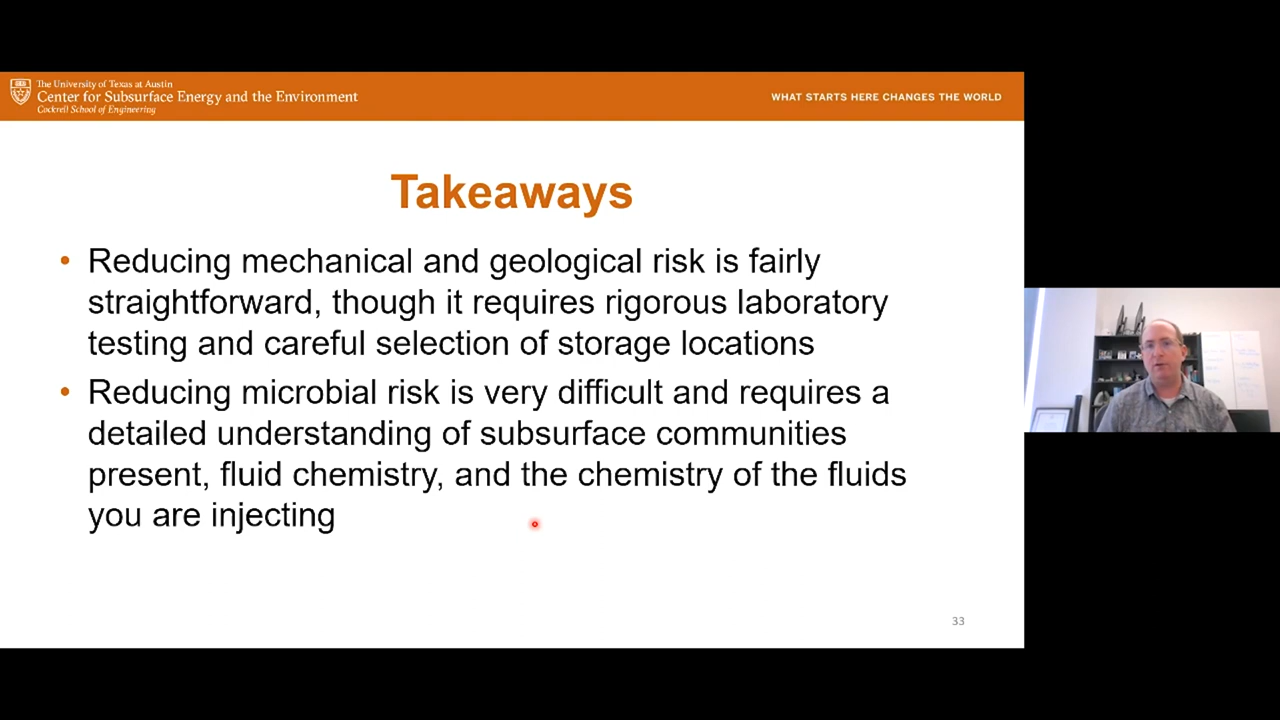 The University of Texas at Austin
Center for Subsurface Energy and the Environment
Cockrell School of Engineering
WHAT STARTS HERE CHANGES THE WORLD
Takeaways
• Reducing mechanical and geological risk is fairly
straightforward, though it requires rigorous laboratory
testing and careful selection of storage locations
• Reducing microbial risk is very difficult and requires a
detailed understanding of subsurface communities
present, fluid chemistry, and the chemistry of the fluids
you are injecting
33